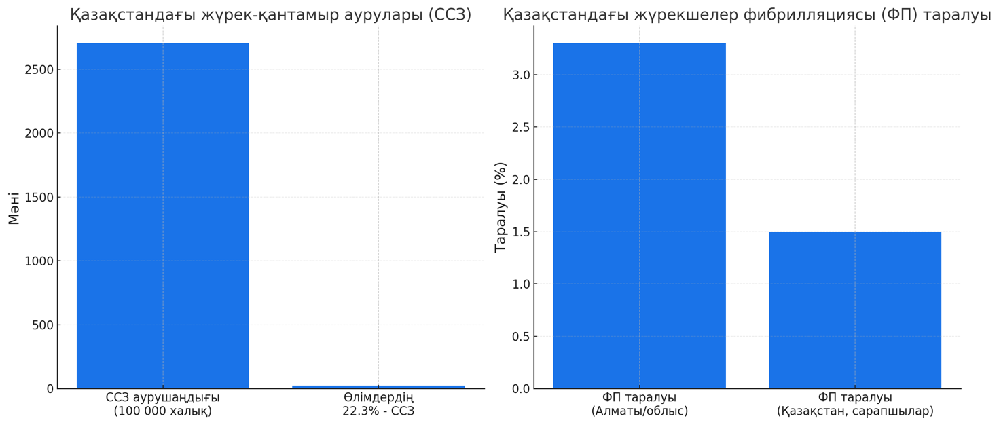 Қазақстандағы жүрек-қантамыр аурулары (ССЗ)
Мәні
2500
2000
1500
1000
500
0
ССЗ аурушаңдығы
(100 000 халық)
Өлімдердің
22.3% - ССЗ
Қазақстандағы жүрекшелер фибрилляциясы (ФП) таралуы
Таралуы (%)
3.0
2.5
2.0
1.5
1.0
0.5
0.0
ФП таралуы
(Алматы/облыс)
ФП таралуы
(Қазақстан, сарапшылар)